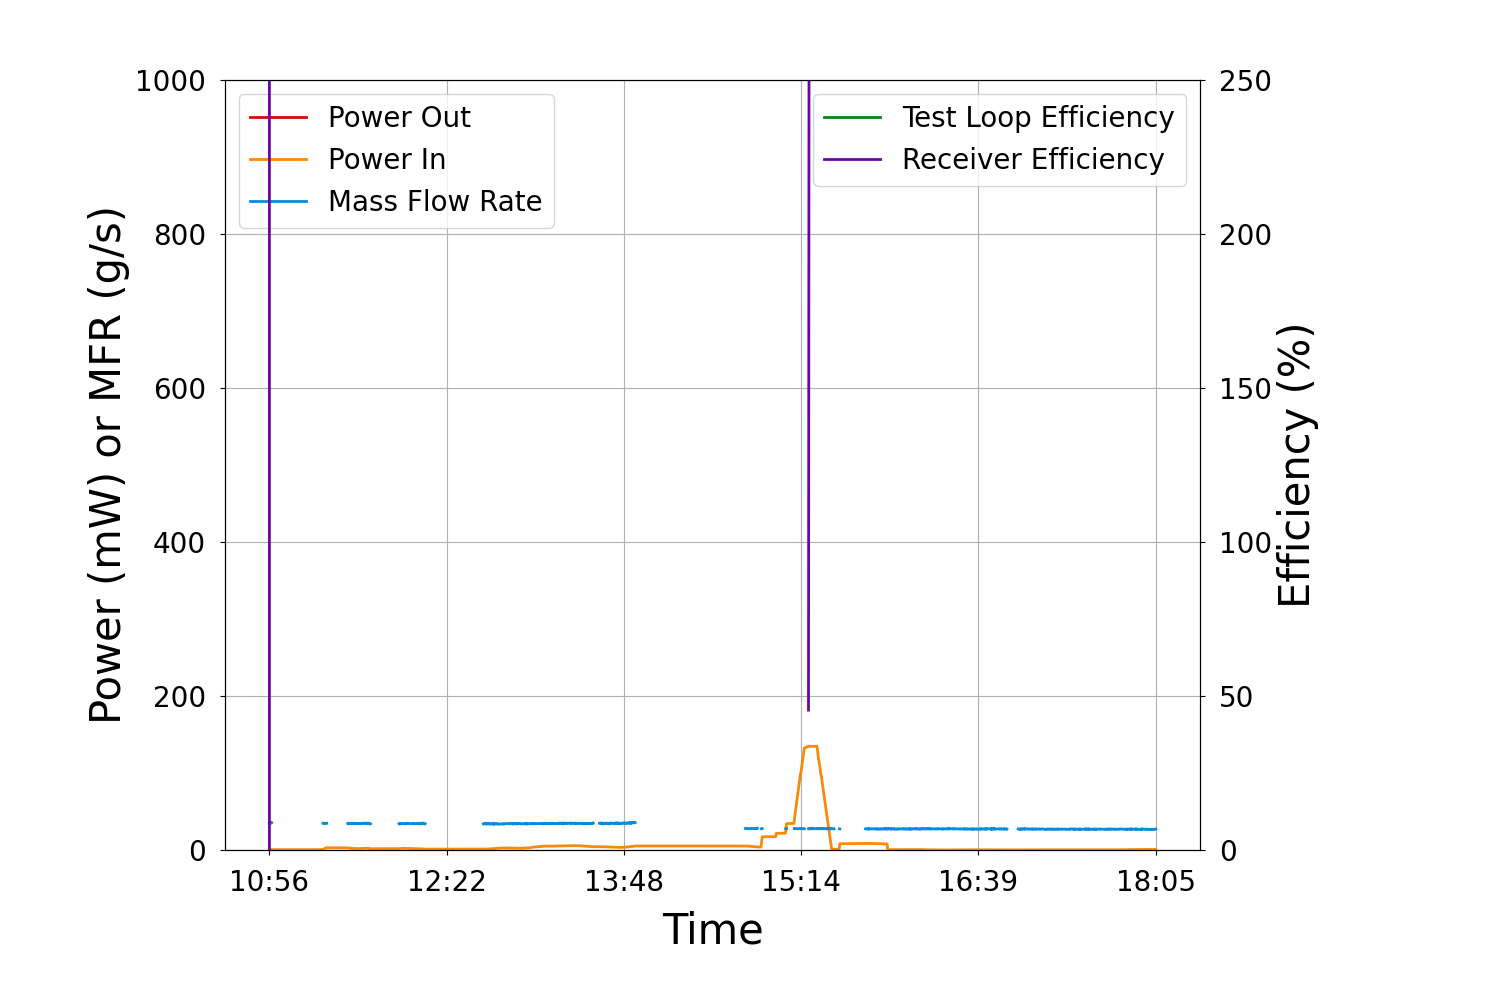 1000
800
600
400
200
0
Power (mW) or MFR (g/s)
Power Out
Power In
Mass Flow Rate
Test Loop Efficiency
Receiver Efficiency
250
200
150
100
50
0
Efficiency (%)
10:56 12:22 13:48 15:14 16:39 18:05
Time